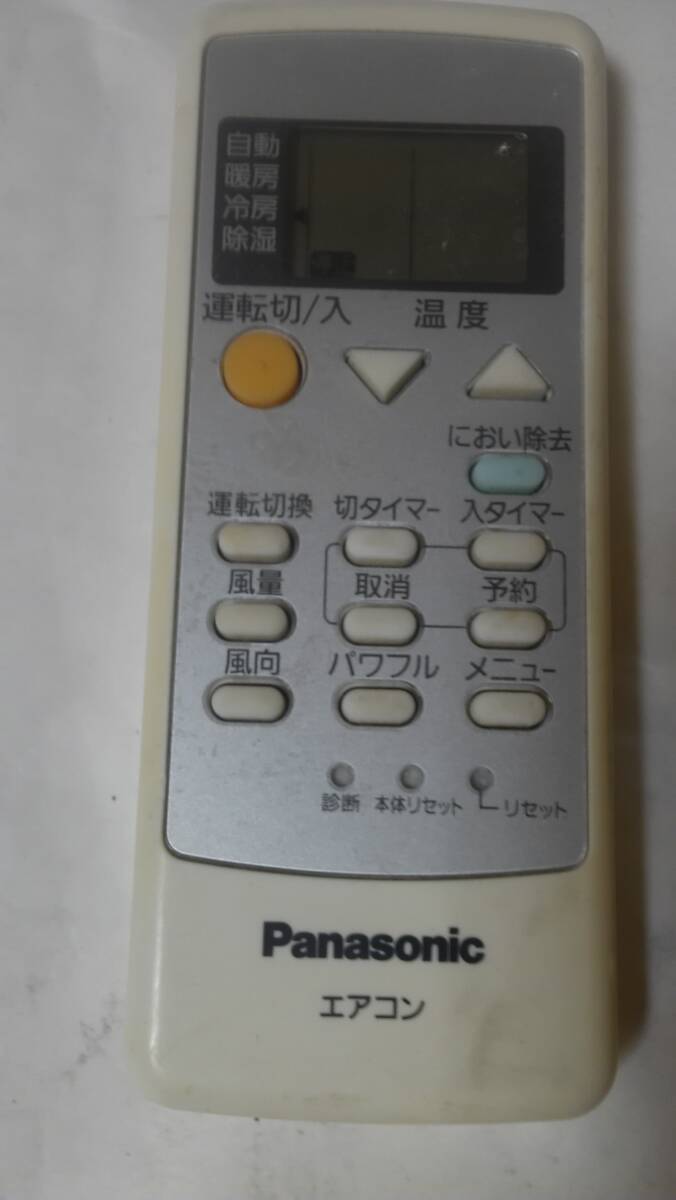 自動
暖房
冷房
除湿
運転切/入 温度
におい除去
運転切換 切タイマー 入タイマー
風量 取消 予約
風向 パワフル メニュー
診断 本体リセット リセット
Panasonic
エアコン